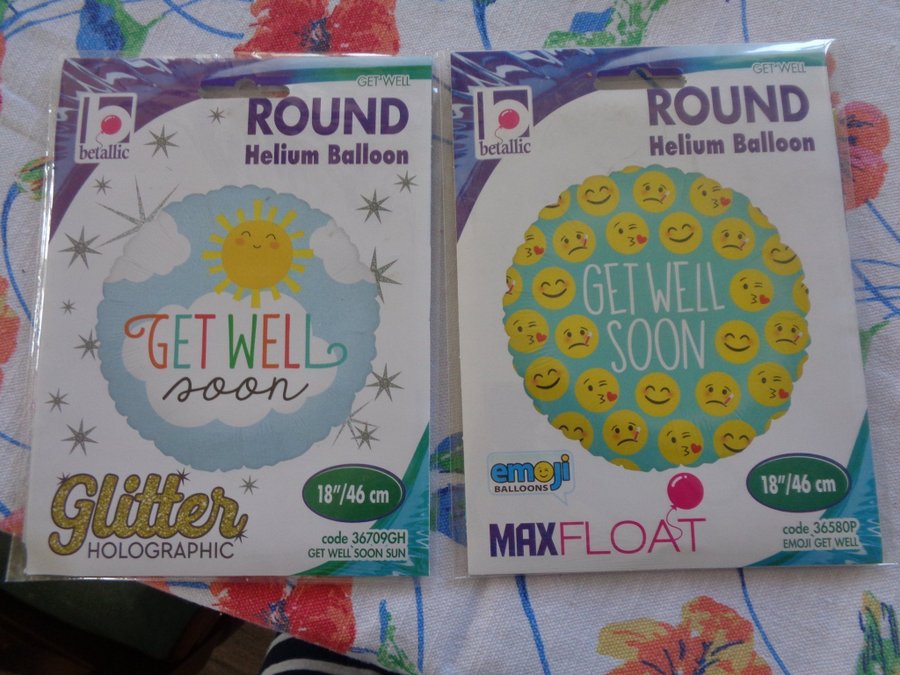 GET WELL
betallic
ROUND
Helium Balloon
GET WELL
soon
Glitter
HOLOGRAPHIC
18"/46 cm
code 36709GH
GET WELL SOON SUN
GET WELL
betallic
ROUND
Helium Balloon
GET WELL
SOON
emoji
BALLOONS
MAXFLOAT
18"/46 cm
code 36580P
EMOJI GET WELL